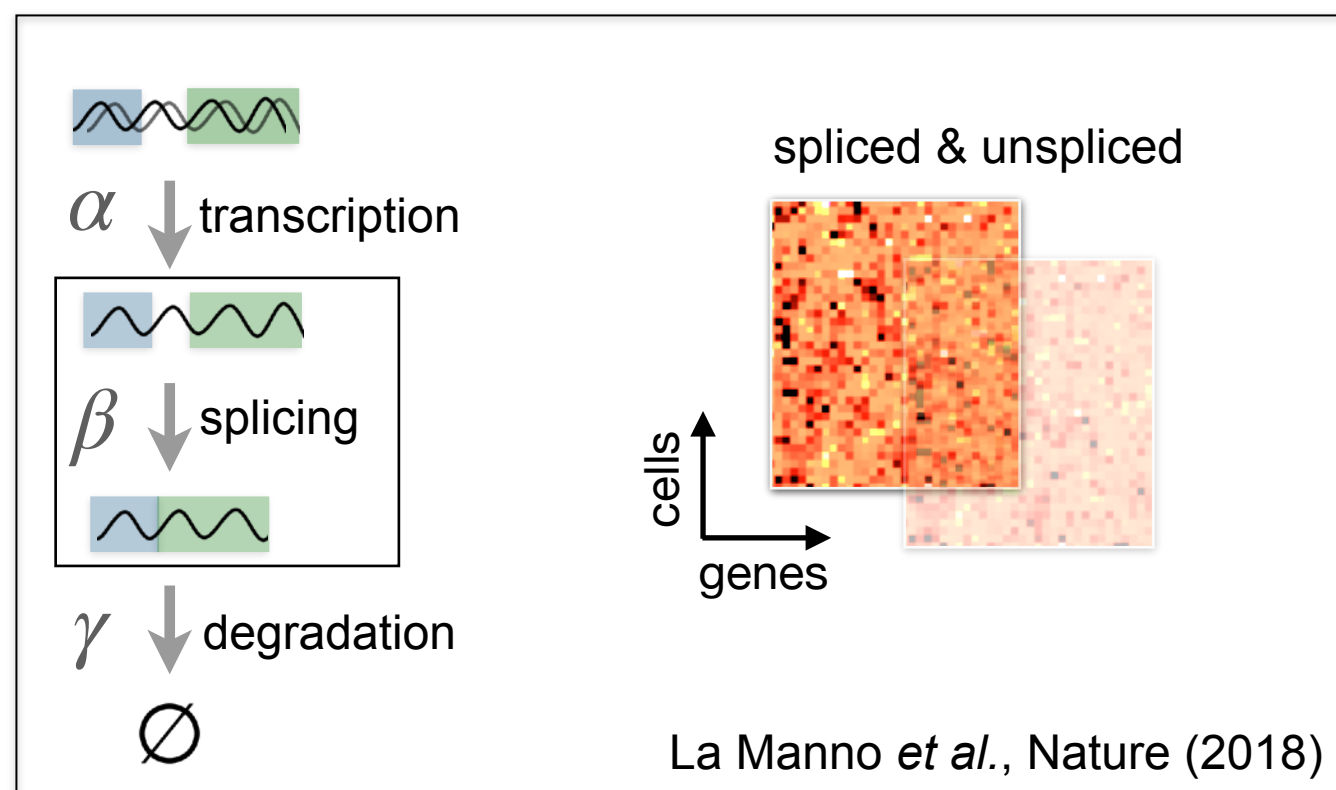 α transcription
β splicing
γ degradation
∅
spliced & unspliced
cells
genes
La Manno et al., Nature (2018)